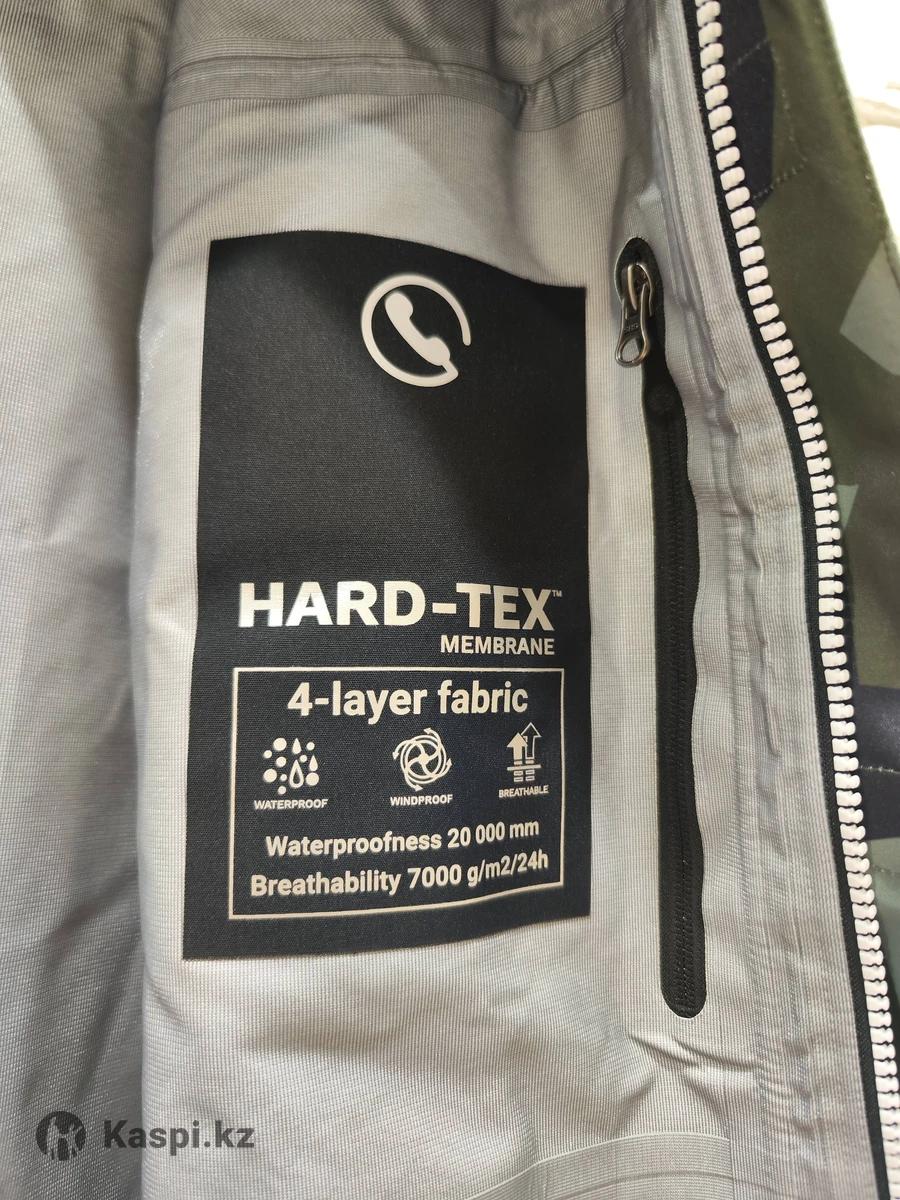 HARD-TEX™
MEMBRANE
4-layer fabric
WATERPROOF WINDPROOF BREATHABLE
Waterproofness 20 000 mm
Breathability 7000 g/m2/24h
Kaspi.kz